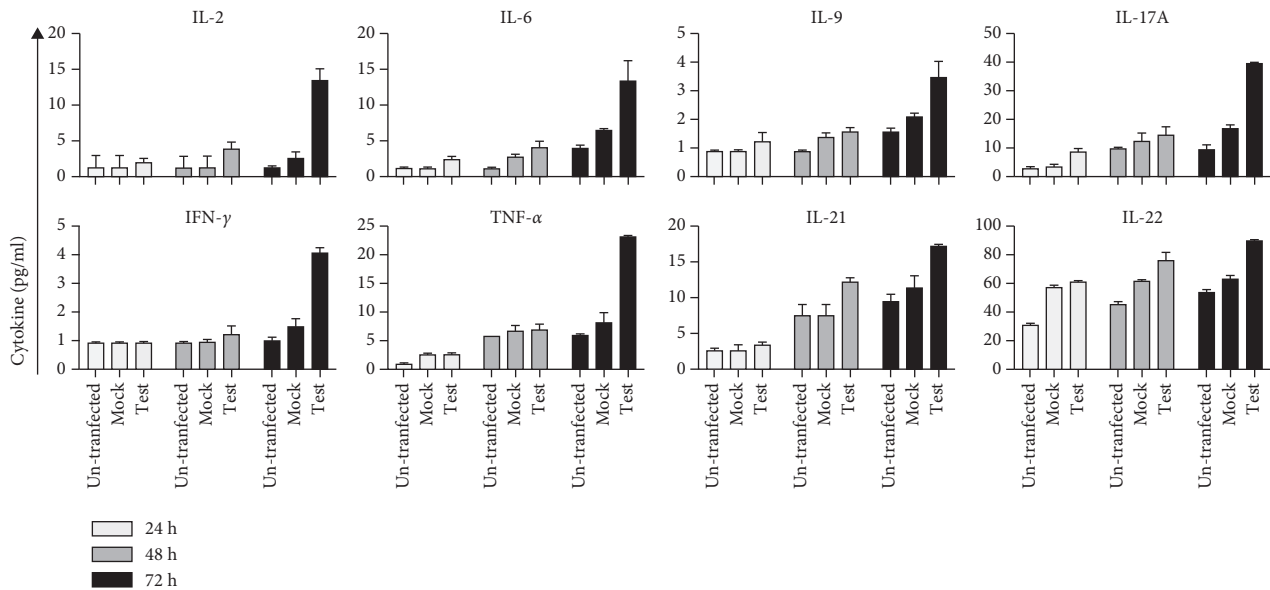 IL-2
20
15
10
5
0
IL-6
20
15
10
5
0
IL-9
5
4
3
2
1
0
IL-17A
50
40
30
20
10
0
Cytokine (pg/ml)
IFN-γ
5
4
3
2
1
0
Un-tranfected
Mock
Test
Un-tranfected
Mock
Test
Un-tranfected
Mock
Test
TNF-α
25
20
15
10
5
0
Un-tranfected
Mock
Test
Un-tranfected
Mock
Test
Un-tranfected
Mock
Test
IL-21
20
15
10
5
0
Un-tranfected
Mock
Test
Un-tranfected
Mock
Test
Un-tranfected
Mock
Test
IL-22
100
80
60
40
20
0
Un-tranfected
Mock
Test
Un-tranfected
Mock
Test
Un-tranfected
Mock
Test
24 h
48 h
72 h